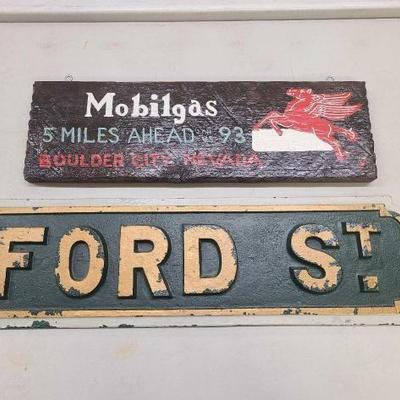 Mobilgas
5 MILES AHEAD 93
BOULDER CITY NEVADA
FORD ST.